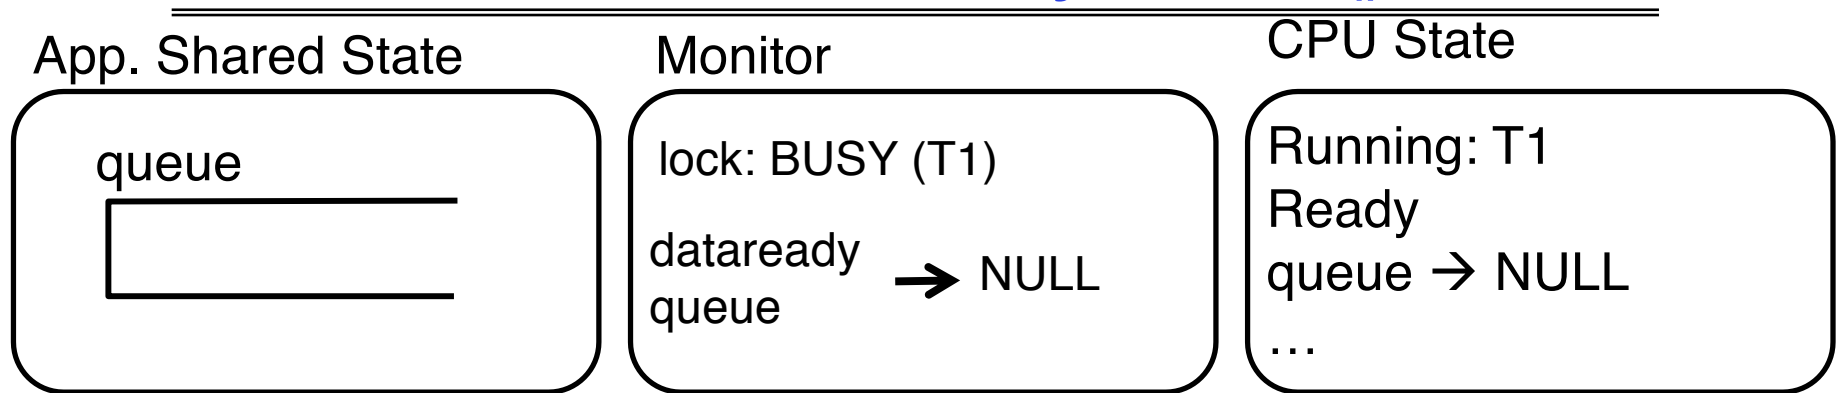 App. Shared State
queue
Monitor
lock: BUSY (T1)
dataready
queue → NULL
CPU State
Running: T1
Ready
queue → NULL
…